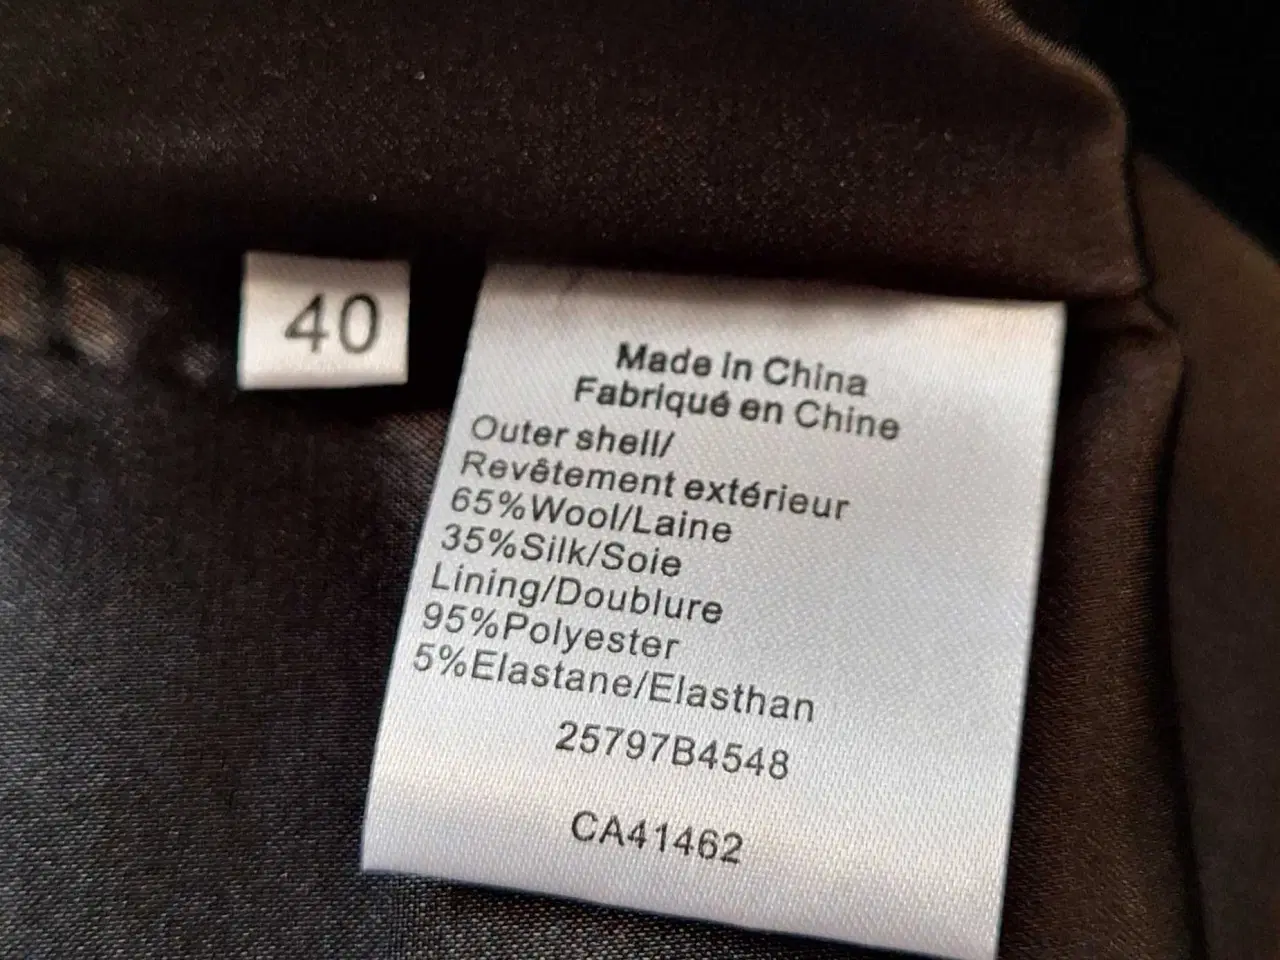 40
Made in China
Fabriqué en Chine
Outer shell/
Revêtement extérieur
65%Wool/Laine
35%Silk/Soie
Lining/Doublure
95%Polyester
5%Elastane/Elasthan
25797B4548
CA41462